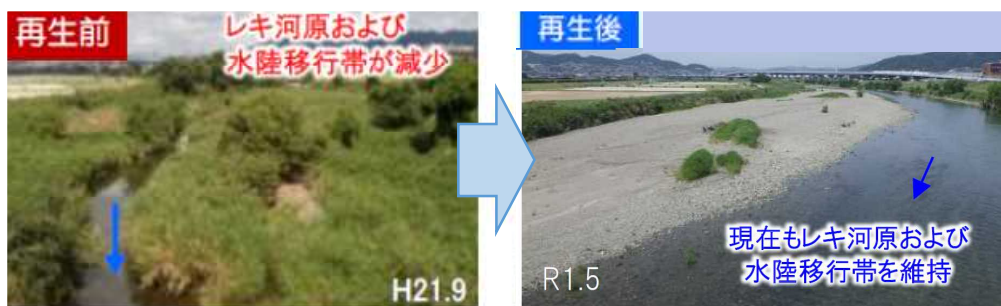 再生前
レキ河原および
水陸移行帯が減少
H21.9
再生後
現在もレキ河原および
水陸移行帯を維持
R1.5